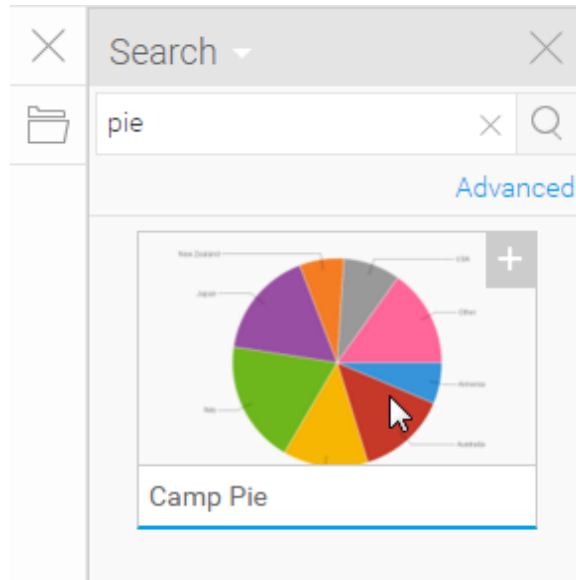 Search
pie
Advanced
New Zealand
USA
Japan
Other
Armenia
Italy
Australia
Camp Pie